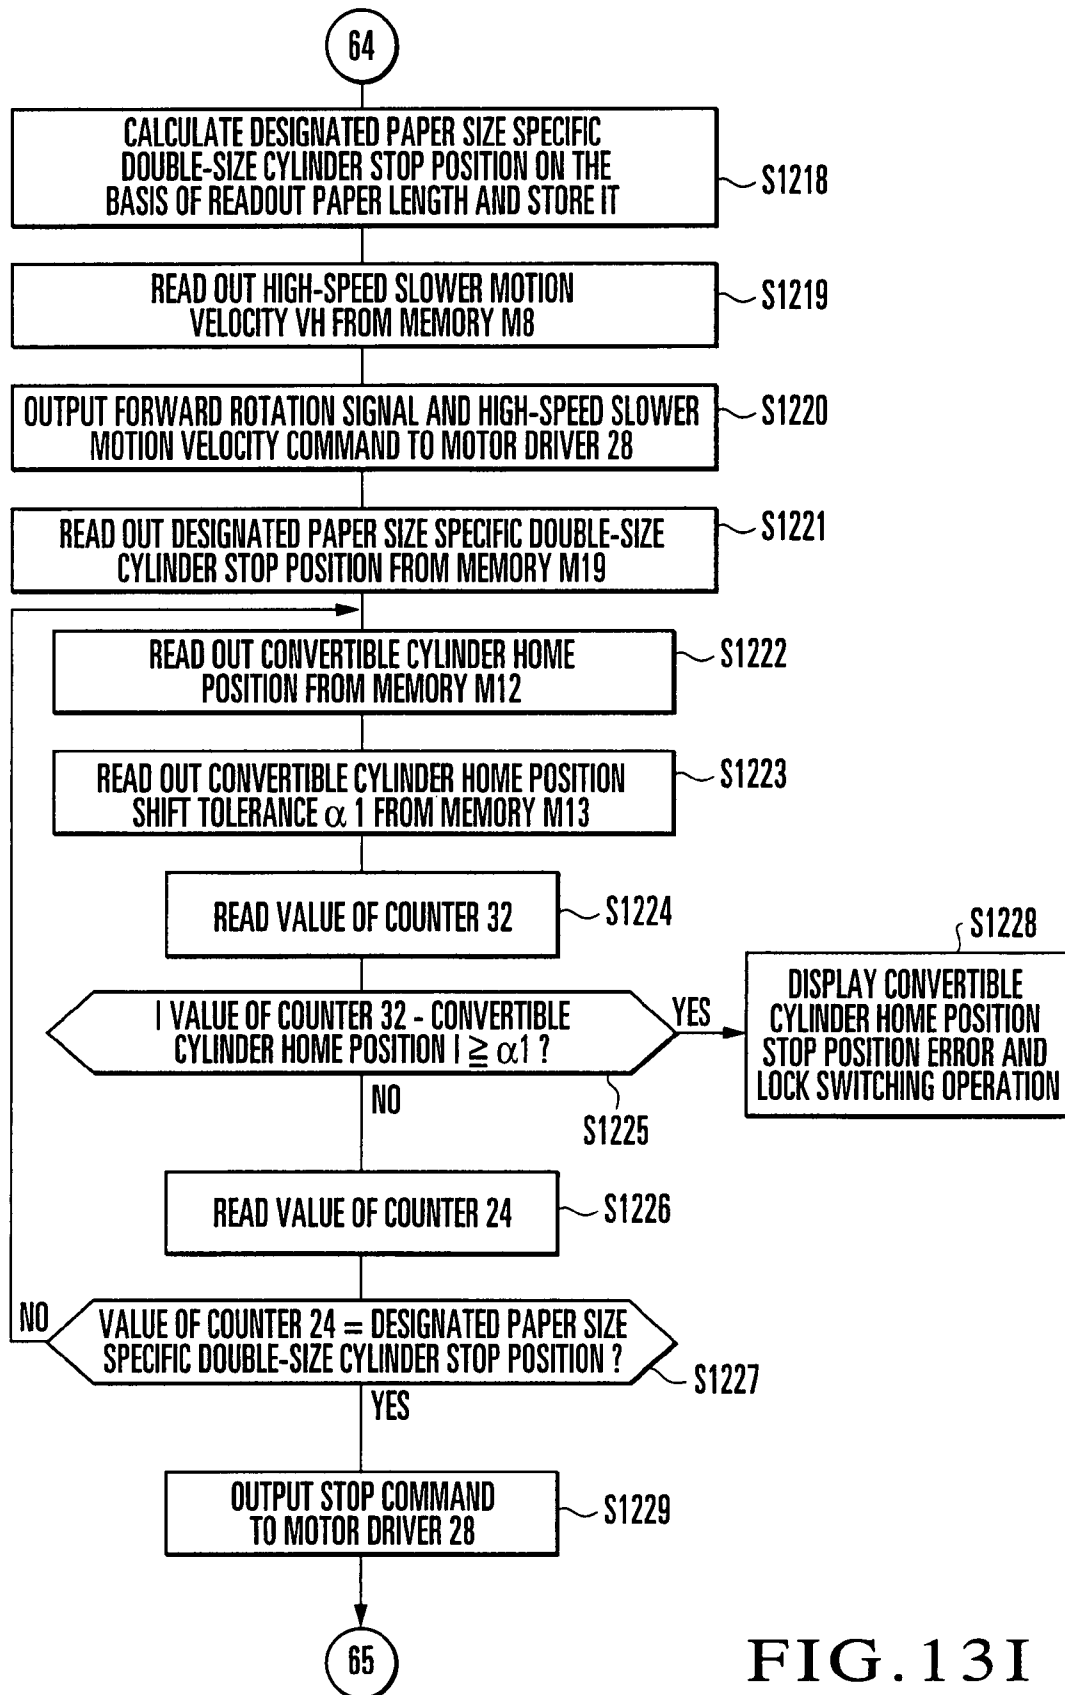 64
CALCULATE DESIGNATED PAPER SIZE SPECIFIC
DOUBLE-SIZE CYLINDER STOP POSITION ON THE
BASIS OF READOUT PAPER LENGTH AND STORE IT
S1218
READ OUT HIGH-SPEED SLOWER MOTION
VELOCITY VH FROM MEMORY M8
S1219
OUTPUT FORWARD ROTATION SIGNAL AND HIGH-SPEED SLOWER
MOTION VELOCITY COMMAND TO MOTOR DRIVER 28
S1220
READ OUT DESIGNATED PAPER SIZE SPECIFIC DOUBLE-SIZE
CYLINDER STOP POSITION FROM MEMORY M19
S1221
READ OUT CONVERTIBLE CYLINDER HOME
POSITION FROM MEMORY M12
S1222
READ OUT CONVERTIBLE CYLINDER HOME POSITION
SHIFT TOLERANCE α 1 FROM MEMORY M13
S1223
READ VALUE OF COUNTER 32
S1224
| VALUE OF COUNTER 32 - CONVERTIBLE
CYLINDER HOME POSITION | ≧ α1 ?
S1225
YES
NO
DISPLAY CONVERTIBLE
CYLINDER HOME POSITION
STOP POSITION ERROR AND
LOCK SWITCHING OPERATION
S1228
READ VALUE OF COUNTER 24
S1226
VALUE OF COUNTER 24 = DESIGNATED PAPER SIZE
SPECIFIC DOUBLE-SIZE CYLINDER STOP POSITION ?
S1227
NO
YES
OUTPUT STOP COMMAND
TO MOTOR DRIVER 28
S1229
65
FIG.13I